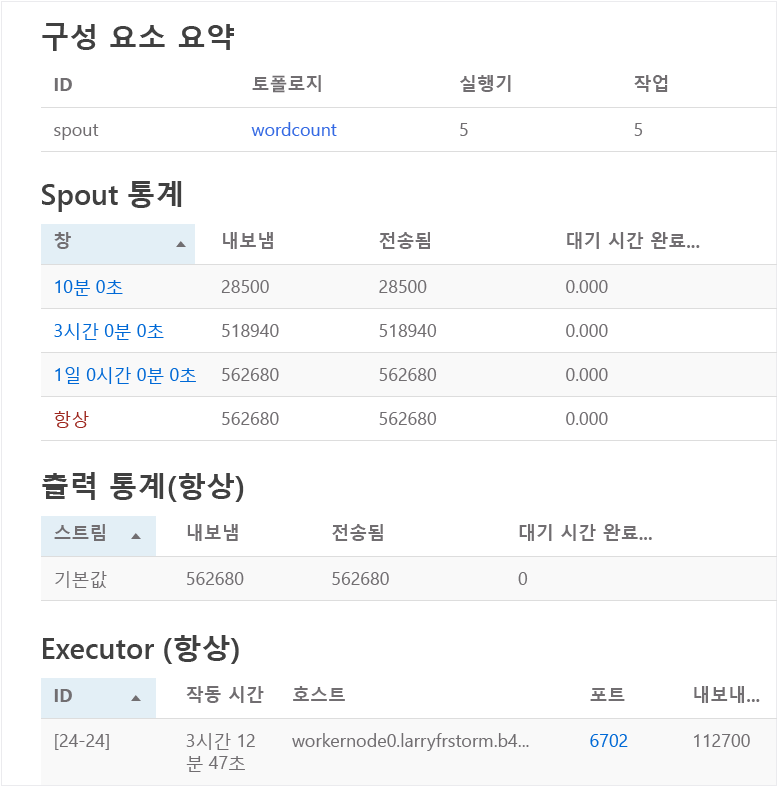 구성 요소 요약
ID 토폴로지 실행기 작업
spout wordcount 5 5
Spout 통계
창 내보냄 전송됨 대기 시간 완료...
10분 0초 28500 28500 0.000
3시간 0분 0초 518940 518940 0.000
1일 0시간 0분 0초 562680 562680 0.000
항상 562680 562680 0.000
출력 통계(항상)
스트림 내보냄 전송됨 대기 시간 완료...
기본값 562680 562680 0
Executor (항상)
ID 작동 시간 호스트 포트 내보내...
[24-24] 3시간 12 workernode0.larryfrstorm.b4... 6702 112700
분 47초